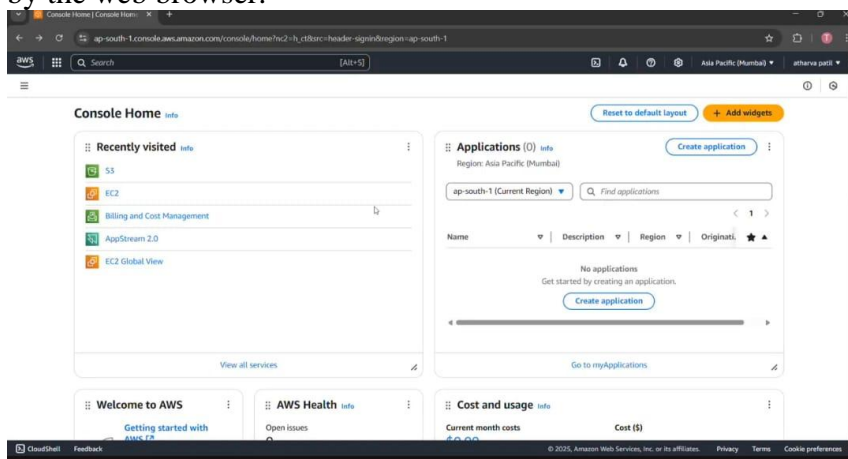 by the web browser.
Console Home | Console Home
ap-south-1.console.aws.amazon.com/console/home?nc2=h_ct&src=header-signin&region=ap-south-1
aws Search [Alt+S] Asia Pacific (Mumbai) atharva patil
Console Home Info
Reset to default layout + Add widgets
Recently visited Info
S3
EC2
Billing and Cost Management
AppStream 2.0
EC2 Global View
View all services
Applications (0) Info
Create application
Region: Asia Pacific (Mumbai)
ap-south-1 (Current Region) Find applications
1
Name Description Region Originati.
No applications
Get started by creating an application.
Create application
Go to myApplications
Welcome to AWS
Getting started with
AWS
AWS Health Info
Open issues
0
Cost and usage Info
Current month costs Cost ($)
$0.00
CloudShell Feedback © 2025, Amazon Web Services, Inc. or its affiliates. Privacy Terms Cookie preferences